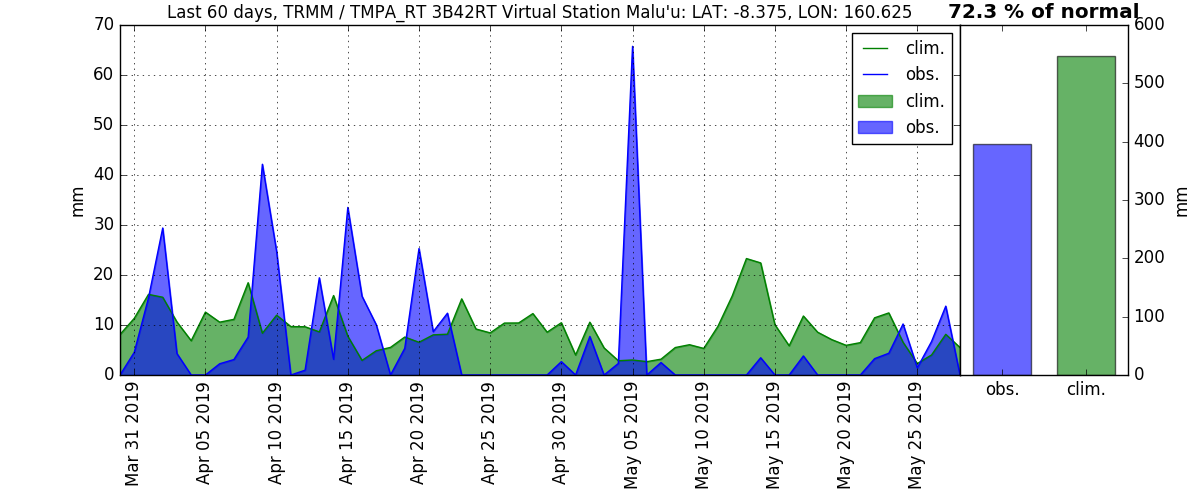 Last 60 days, TRMM / TMPA_RT 3B42RT Virtual Station Malu'u: LAT: -8.375, LON: 160.625
72.3 % of normal
70
60
50
40
30
20
10
0
mm
clim.
obs.
clim.
obs.
Mar 31 2019
Apr 05 2019
Apr 10 2019
Apr 15 2019
Apr 20 2019
Apr 25 2019
Apr 30 2019
May 05 2019
May 10 2019
May 15 2019
May 20 2019
May 25 2019
600
500
400
300
200
100
0
mm
obs.
clim.